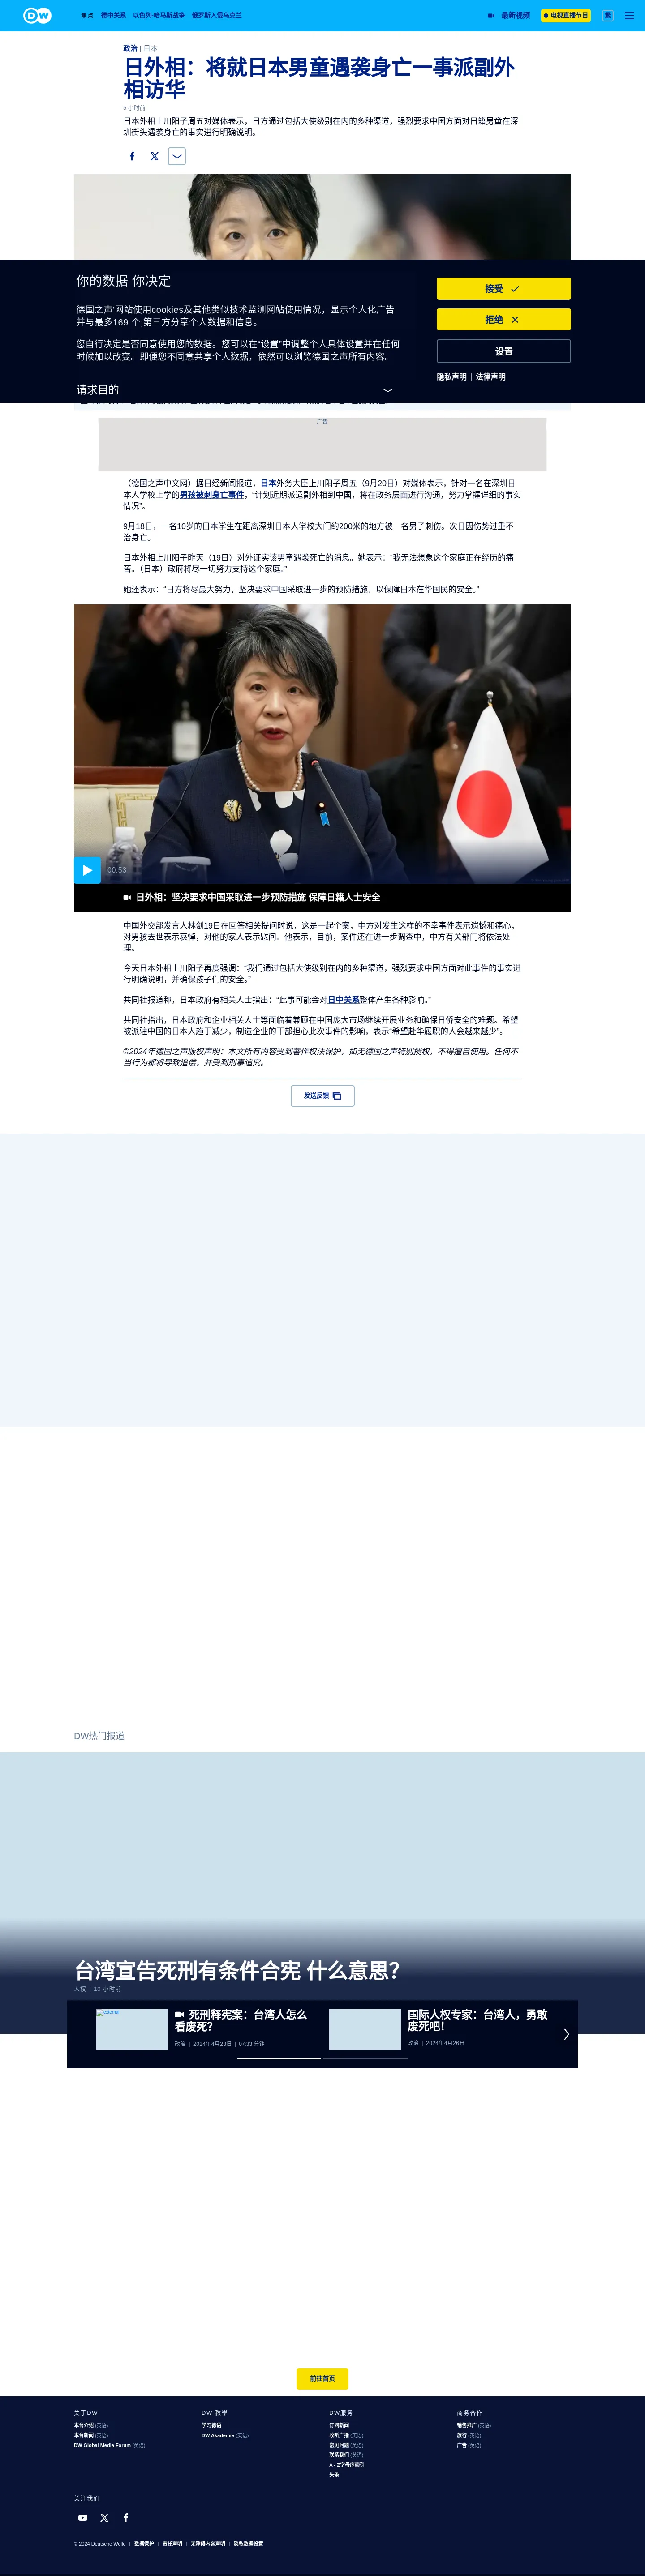 DW
焦点 德中关系 以色列-哈马斯战争 俄罗斯入侵乌克兰
最新视频 电视直播节目 繁
政治 | 日本
日外相：将就日本男童遇袭身亡一事派副外
相访华
5 小时前
日本外相上川阳子周五对媒体表示，日方通过包括大使级别在内的多种渠道，强烈要求中国方面对日籍男童在深
圳街头遇袭身亡的事实进行明确说明。
你的数据 你决定
德国之声'网站使用cookies及其他类似技术监测网站使用情况，显示个人化广告
并与最多169 个;第三方分享个人数据和信息。
您自行决定是否同意使用您的数据。您可以在“设置”中调整个人具体设置并在任何
时候加以改变。即便您不同意共享个人数据，依然可以浏览德国之声所有内容。
请求目的
接受
拒绝
设置
隐私声明 | 法律声明
广告
（德国之声中文网）据日经新闻报道，日本外务大臣上川阳子周五（9月20日）对媒体表示，针对一名在深圳日
本人学校上学的男孩被刺身亡事件，“计划近期派遣副外相到中国，将在政务层面进行沟通，努力掌握详细的事实
情况”。
9月18日，一名10岁的日本学生在距离深圳日本人学校大门约200米的地方被一名男子刺伤。次日因伤势过重不
治身亡。
日本外相上川阳子昨天（19日）对外证实该男童遇袭死亡的消息。她表示：“我无法想象这个家庭正在经历的痛
苦。（日本）政府将尽一切努力支持这个家庭。”
她还表示：“日方将尽最大努力，坚决要求中国采取进一步的预防措施，以保障日本在华国民的安全。”
00:53
日外相：坚决要求中国采取进一步预防措施 保障日籍人士安全
中国外交部发言人林剑19日在回答相关提问时说，这是一起个案，中方对发生这样的不幸事件表示遗憾和痛心，
对男孩去世表示哀悼，对他的家人表示慰问。他表示，目前，案件还在进一步调查中，中方有关部门将依法处
理。
今天日本外相上川阳子再度强调：“我们通过包括大使级别在内的多种渠道，强烈要求中国方面对此事件的事实进
行明确说明，并确保孩子们的安全。”
共同社报道称，日本政府有相关人士指出：“此事可能会对日中关系整体产生各种影响。”
共同社指出，日本政府和企业相关人士等面临着兼顾在中国庞大市场继续开展业务和确保日侨安全的难题。希望
被派驻中国的日本人趋于减少，制造企业的干部担心此次事件的影响，表示“希望赴华履职的人会越来越少”。
©2024年德国之声版权声明：本文所有内容受到著作权法保护，如无德国之声特别授权，不得擅自使用。任何不
当行为都将导致追偿，并受到刑事追究。
发送反馈
DW热门报道
台湾宣告死刑有条件合宪 什么意思？
人权 | 10 小时前
死刑释宪案：台湾人怎么
看废死？
政治 | 2024年4月23日 | 07:33 分钟
国际人权专家：台湾人，勇敢
废死吧！
政治 | 2024年4月26日
前往首页
关于DW
本台介绍 (英语)
本台新闻 (英语)
DW Global Media Forum (英语)
DW 教學
学习德语
DW Akademie (英语)
DW服务
订阅新闻
收听广播 (英语)
常见问题 (英语)
联系我们 (英语)
A - Z字母序索引
头条
商务合作
销售推广 (英语)
旅行 (英语)
广告 (英语)
关注我们
© 2024 Deutsche Welle | 数据保护 | 责任声明 | 无障碍内容声明 | 隐私数据设置